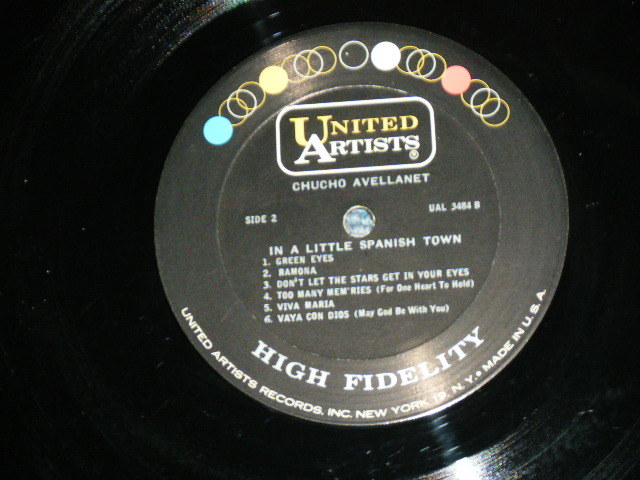 UNITED
ARTISTS®
CHUCHO AVELLANET
SIDE 2
UAL 3484 B
IN A LITTLE SPANISH TOWN
1. GREEN EYES
2. RAMONA
3. DON'T LET THE STARS GET IN YOUR EYES
4. TOO MANY MEM'RIES (For One Heart To Hold)
5. VIVA MARIA
6. VAYA CON DIOS (May God Be With You)
HIGH FIDELITY
UNITED ARTISTS RECORDS, INC. NEW YORK 19, N.Y. • MADE IN U.S.A.